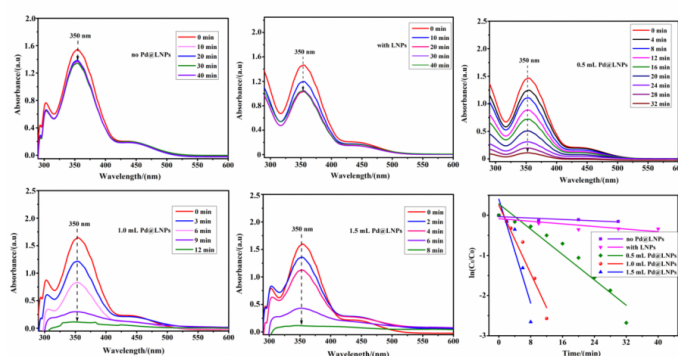 2.0
1.6
1.2
0.8
0.4
0.0
Absorbance/(a.u)
350 nm
no Pd@LNPs
0 min
10 min
20 min
30 min
40 min
300 350 400 450 500 550 600
Wavelength/(nm)
2.0
1.5
1.0
0.5
0.0
Absorbance/(a.u)
350 nm
with LNPs
0 min
10 min
20 min
30 min
40 min
300 350 400 450 500 550 600
Wavelength/(nm)
2.5
2.0
1.5
1.0
0.5
0.0
Absorbance/(a.u)
350 nm
0.5 mL Pd@LNPs
0 min
4 min
8 min
12 min
16 min
20 min
24 min
28 min
32 min
300 350 400 450 500 550 600
Wavelength/(nm)
2.5
2.0
1.5
1.0
0.5
0.0
Absorbance/(a.u)
350 nm
1.0 mL Pd@LNPs
0 min
3 min
6 min
9 min
12 min
300 350 400 450 500 550 600
Wavelength/(nm)
2.5
2.0
1.5
1.0
0.5
0.0
Absorbance/(a.u)
350 nm
1.5 mL Pd@LNPs
0 min
2 min
4 min
6 min
8 min
300 350 400 450 500 550 600
Wavelength/(nm)
0
-1
-2
-3
ln(Ct/Co)
no Pd@LNPs
with LNPs
0.5 mL Pd@LNPs
1.0 mL Pd@LNPs
1.5 mL Pd@LNPs
0 8 16 24 32 40
Time/(min)